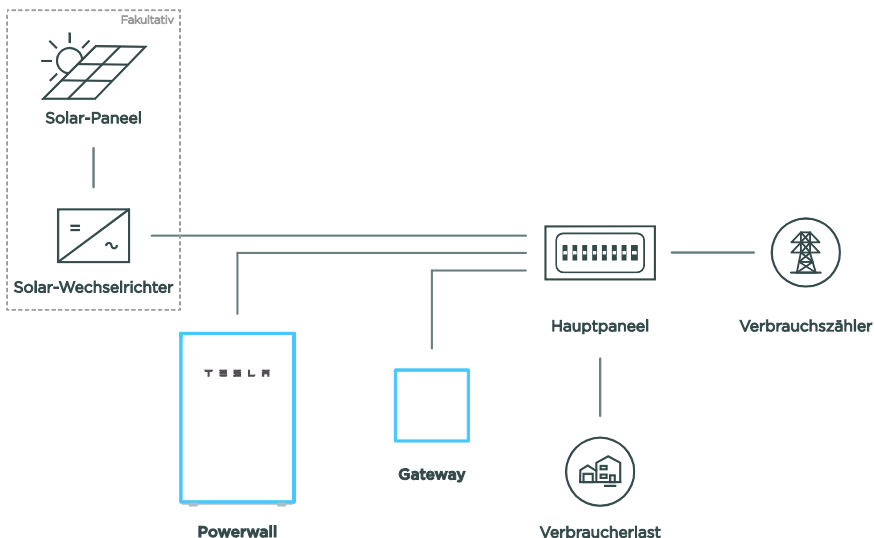 Fakultativ
Solar-Paneel
Solar-Wechselrichter
TESLA
Hauptpaneel
Verbrauchszähler
Gateway
Powerwall
Verbraucherlast